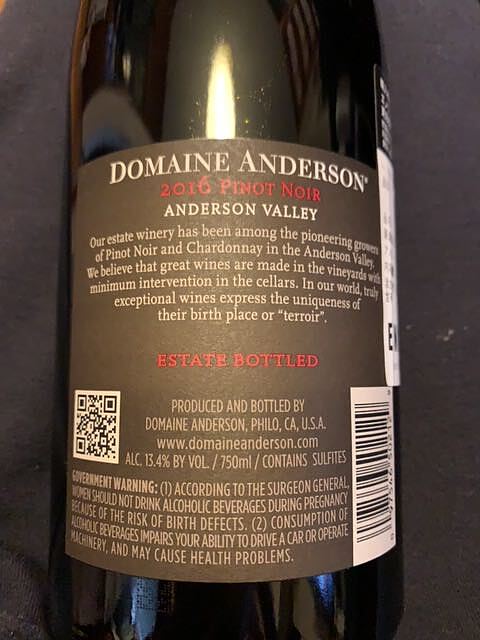 DOMAINE ANDERSON®
2016 PINOT NOIR
ANDERSON VALLEY
Our estate winery has been among the pioneering growers
of Pinot Noir and Chardonnay in the Anderson Valley.
We believe that great wines are made in the vineyards with
minimum intervention in the cellars. In our world, truly
exceptional wines express the uniqueness of
their birth place or “terroir”.
ESTATE BOTTLED
PRODUCED AND BOTTLED BY
DOMAINE ANDERSON, PHILO, CA, U.S.A.
www.domaineanderson.com
ALC. 13.4% BY VOL. / 750ml / CONTAINS SULFITES
GOVERNMENT WARNING: (1) ACCORDING TO THE SURGEON GENERAL,
WOMEN SHOULD NOT DRINK ALCOHOLIC BEVERAGES DURING PREGNANCY
BECAUSE OF THE RISK OF BIRTH DEFECTS. (2) CONSUMPTION OF
ALCOHOLIC BEVERAGES IMPAIRS YOUR ABILITY TO DRIVE A CAR OR OPERATE
MACHINERY, AND MAY CAUSE HEALTH PROBLEMS.